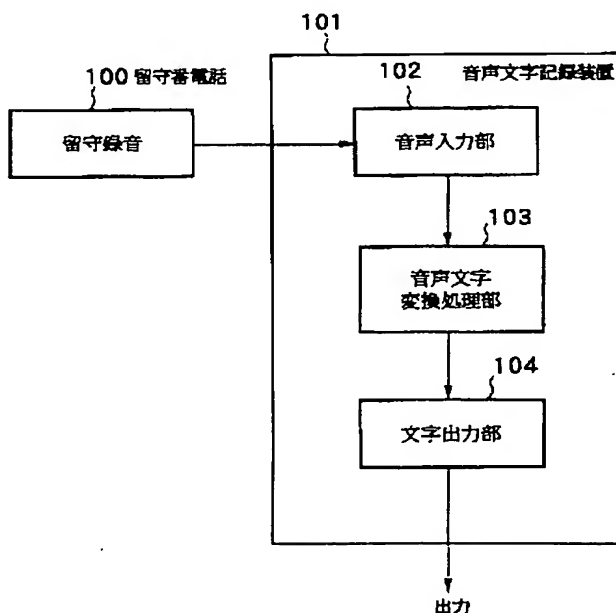 101
100 留守番電話
102
音声文字記録装置
留守録音
音声入力部
103
音声文字
変換処理部
104
文字出力部
出力